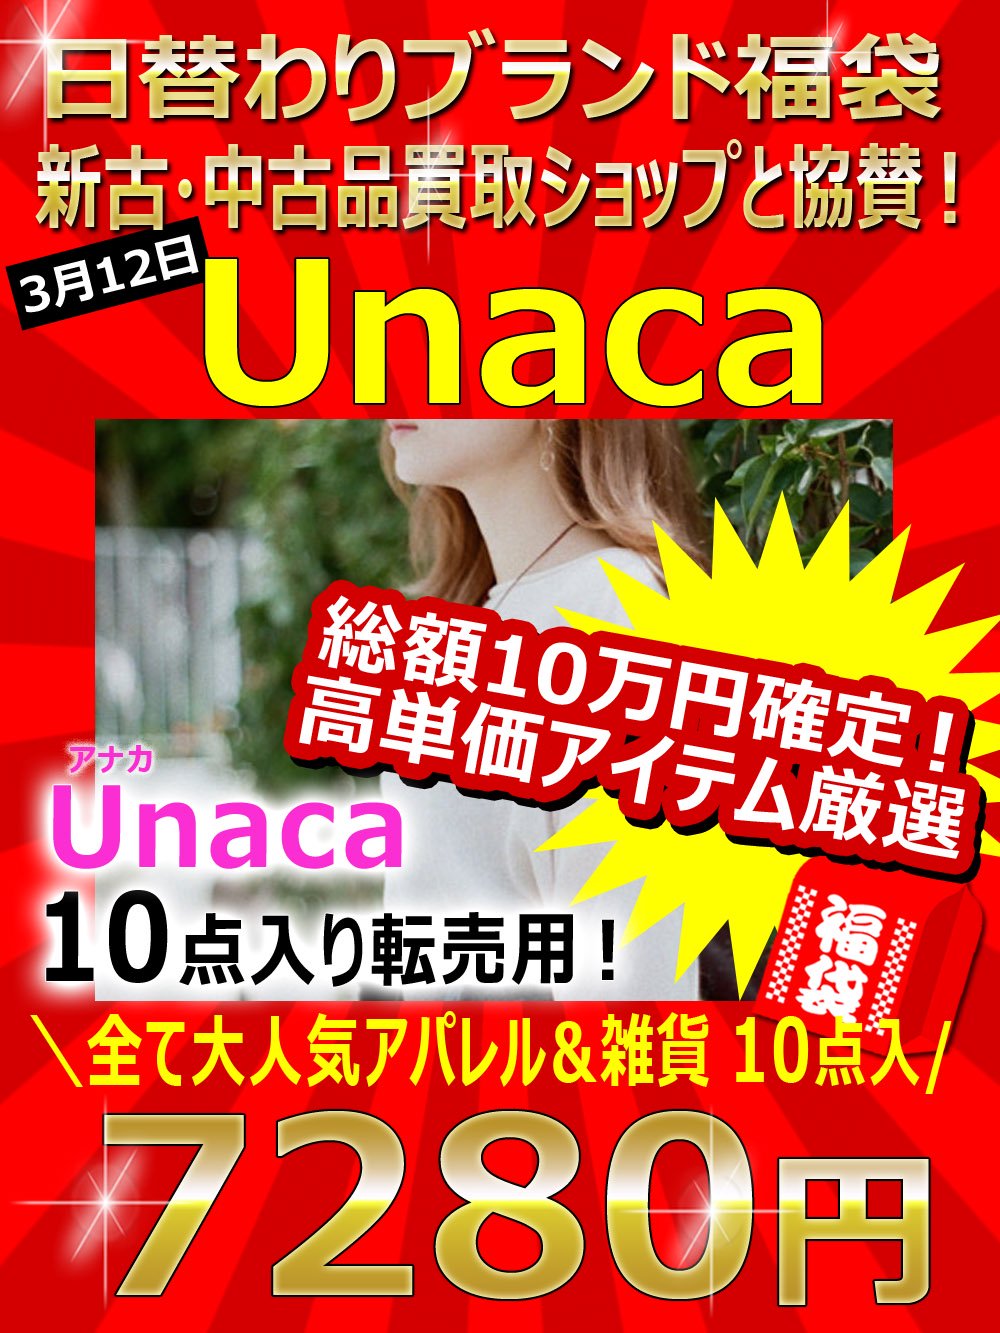 日替わりブランド福袋
新古・中古品買取ショップと協賛！
3月12日
Unaca
総額10万円確定！
高単価アイテム厳選
アナカ
Unaca
10点入り転売用！
福袋
\全て大人気アパレル&雑貨 10点入/
7280円